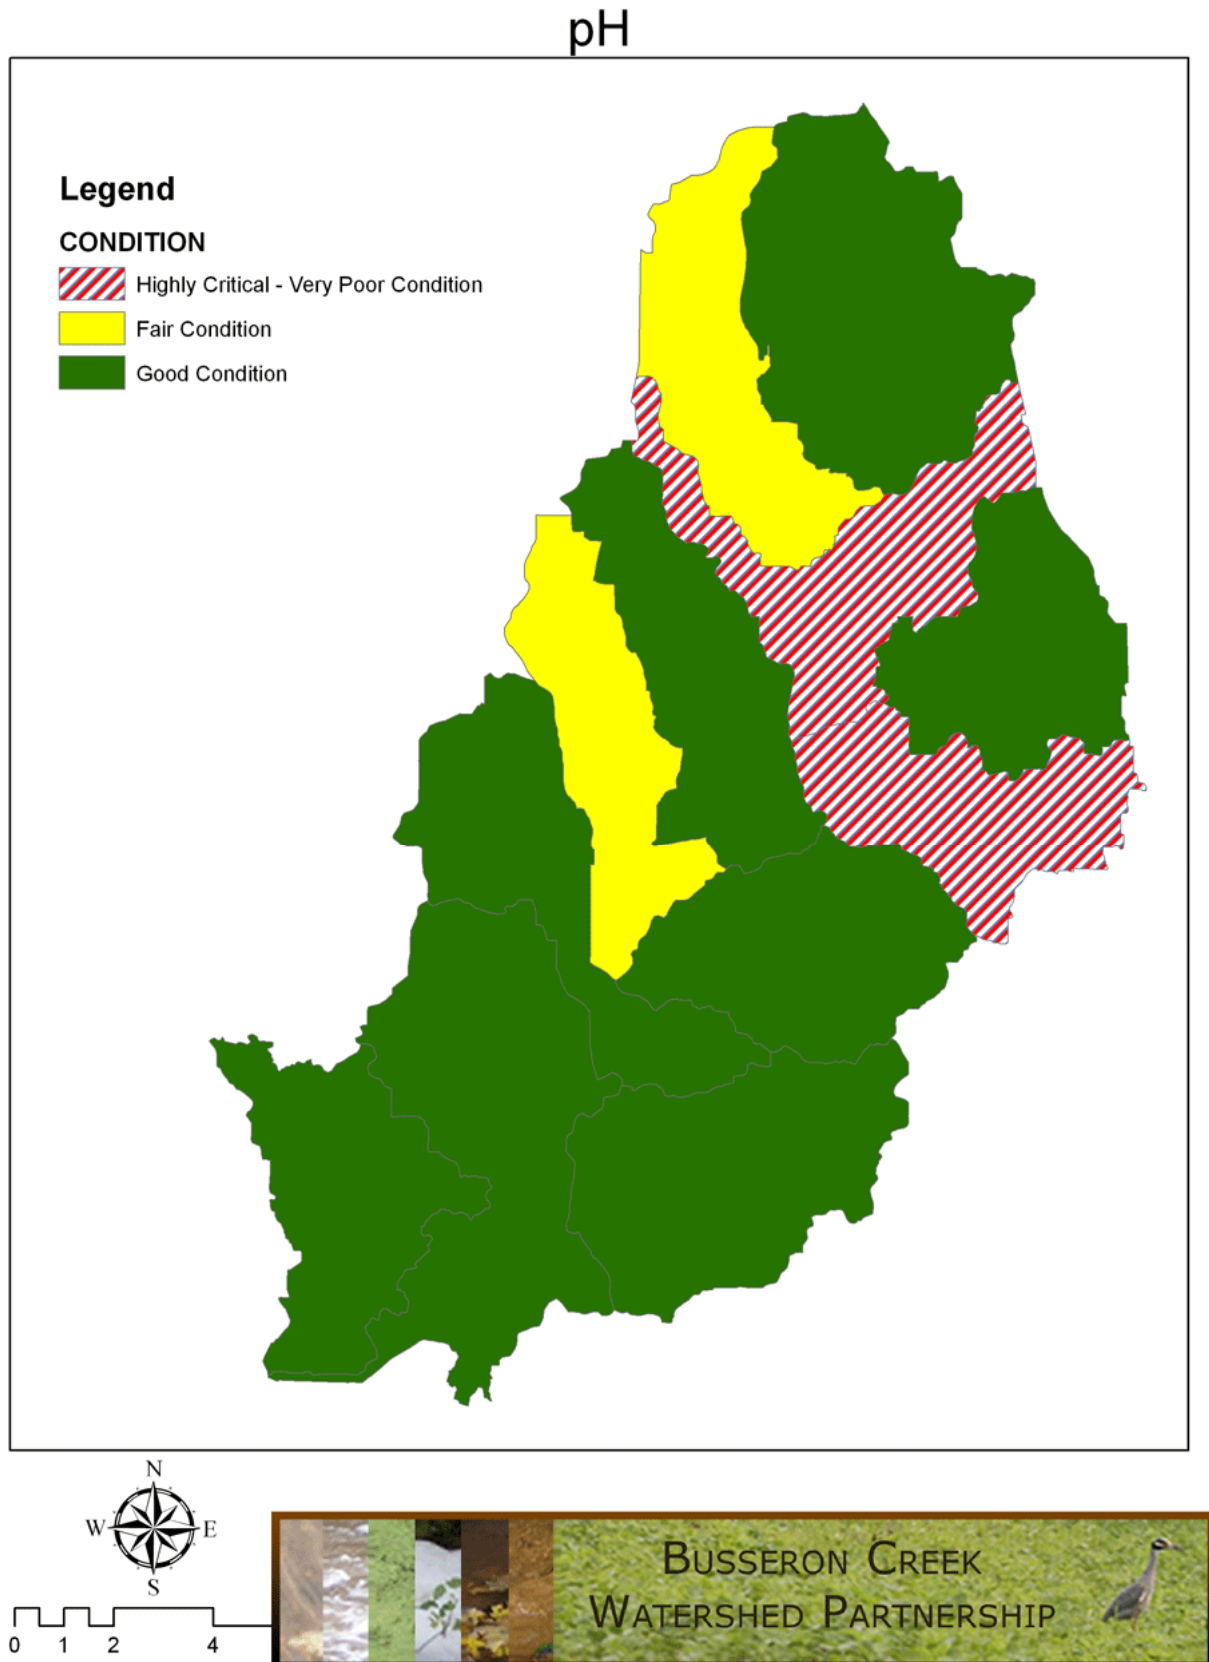 pH
Legend
CONDITION
Highly Critical - Very Poor Condition
Fair Condition
Good Condition
N
W E
S
0 1 2 4
BUSSERON CREEK
WATERSHED PARTNERSHIP